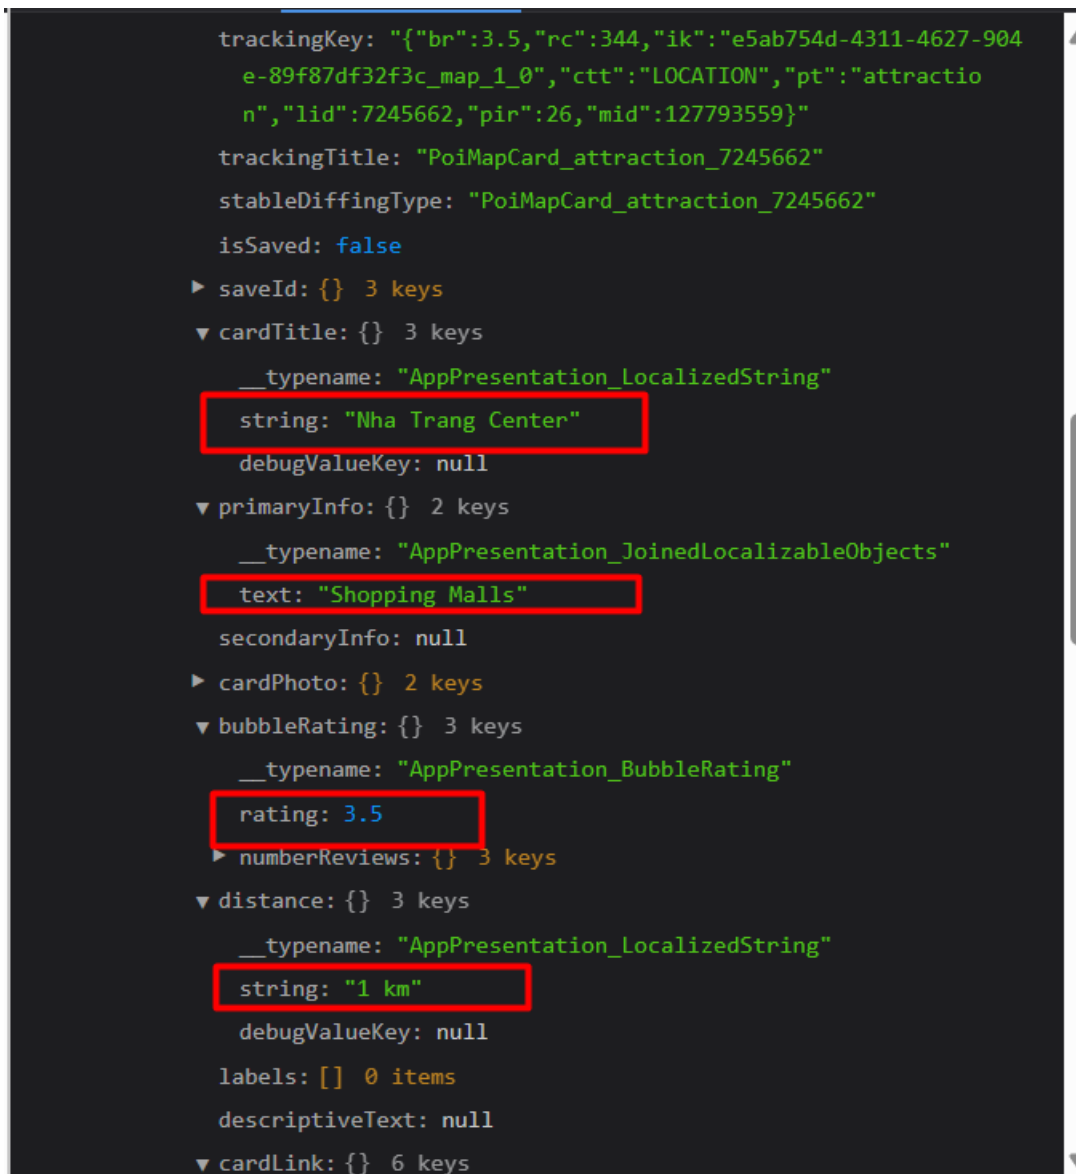 trackingKey: "{"br":3.5,"rc":344,"ik":"e5ab754d-4311-4627-904
e-89f87df32f3c_map_1_0","ctt":"LOCATION","pt":"attractio
n","lid":7245662,"pir":26,"mid":127793559}"
trackingTitle: "PoiMapCard_attraction_7245662"
stableDiffingType: "PoiMapCard_attraction_7245662"
isSaved: false
▶ saveId: {} 3 keys
▼ cardTitle: {} 3 keys
__typename: "AppPresentation_LocalizedString"
string: "Nha Trang Center"
debugValueKey: null
▼ primaryInfo: {} 2 keys
__typename: "AppPresentation_JoinedLocalizableObjects"
text: "Shopping Malls"
secondaryInfo: null
▶ cardPhoto: {} 2 keys
▼ bubbleRating: {} 3 keys
__typename: "AppPresentation_BubbleRating"
rating: 3.5
▶ numberReviews: {} 3 keys
▼ distance: {} 3 keys
__typename: "AppPresentation_LocalizedString"
string: "1 km"
debugValueKey: null
labels: [] 0 items
descriptiveText: null
▼ cardLink: {} 6 keys